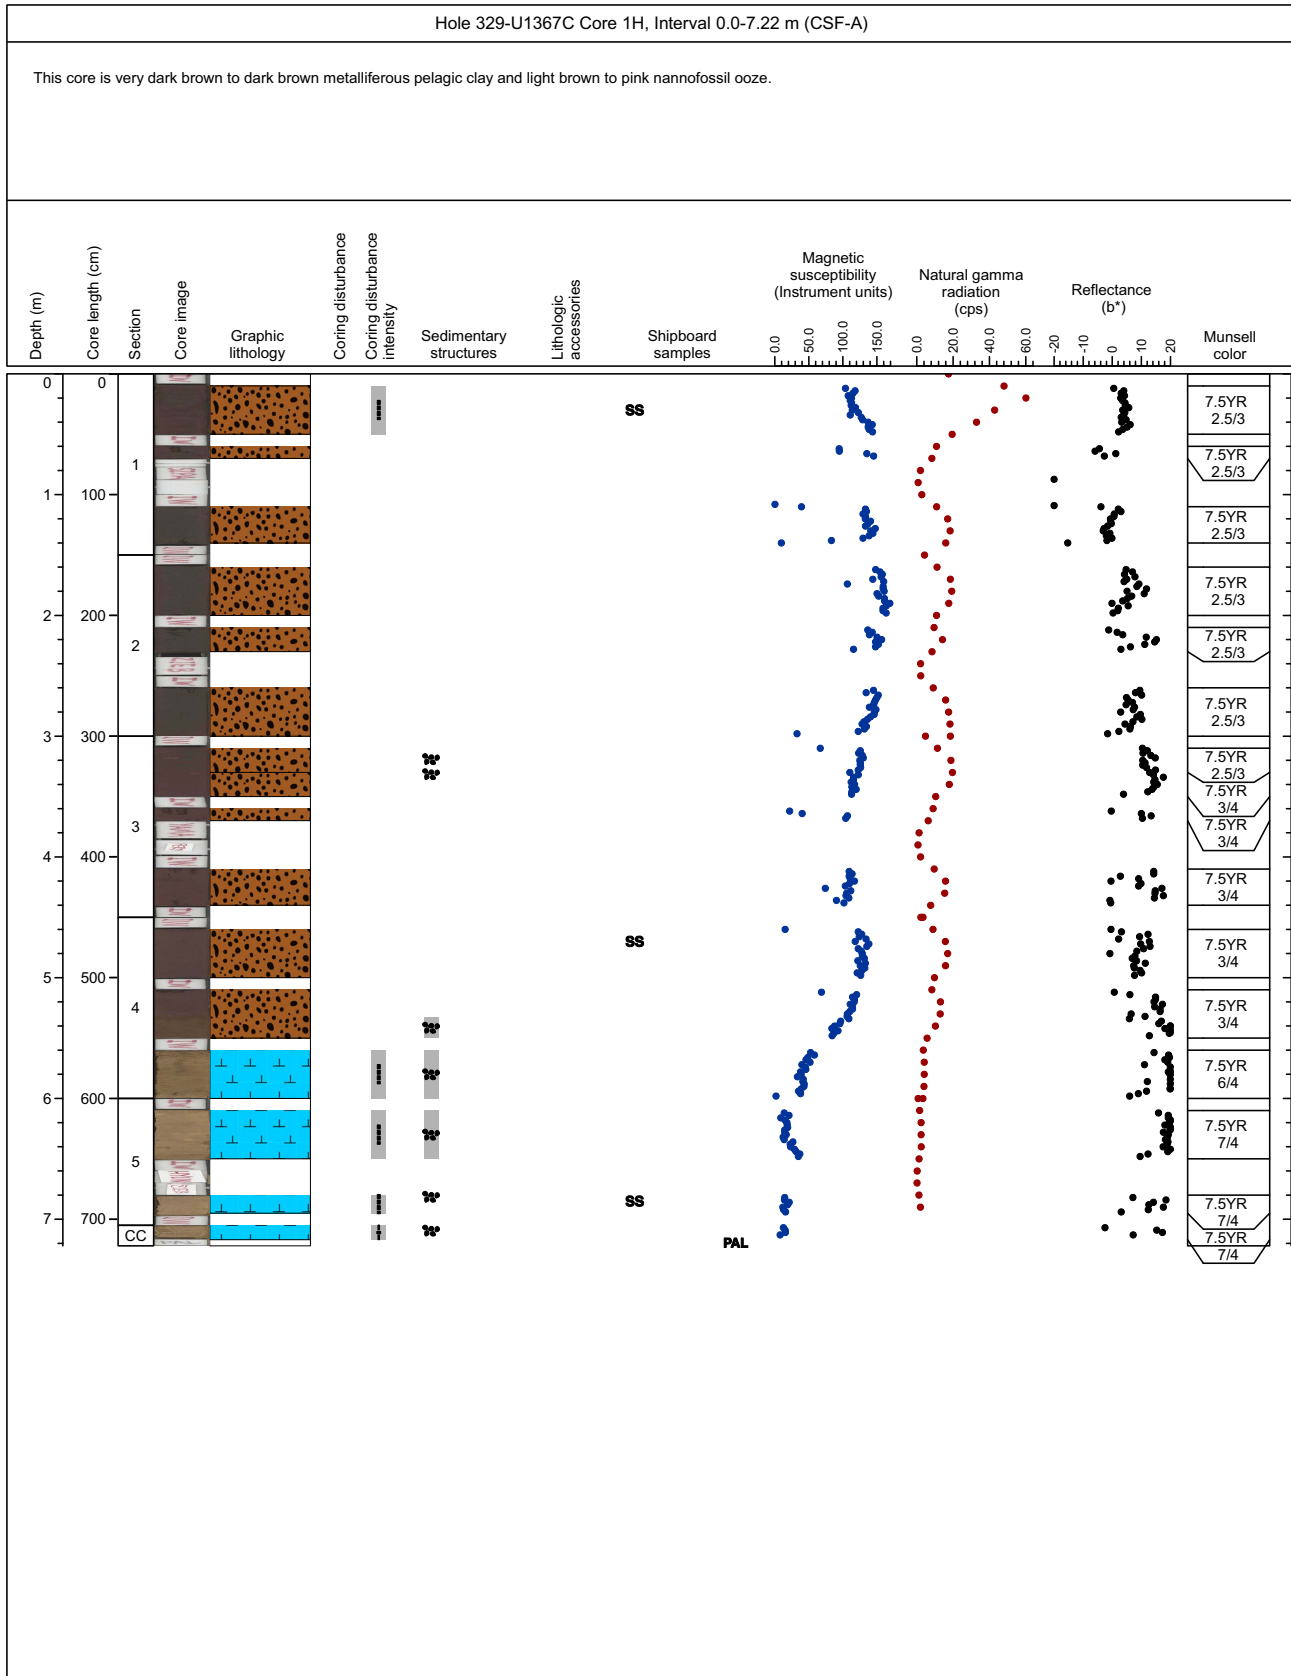 Hole 329-U1367C Core 1H, Interval 0.0-7.22 m (CSF-A)
This core is very dark brown to dark brown metalliferous pelagic clay and light brown to pink nannofossil ooze.
Depth (m)
Core length (cm)
Section
Core image
Graphic
lithology
Coring disturbance
Coring disturbance
intensity
Sedimentary
structures
Lithologic
accessories
Shipboard
samples
Magnetic
susceptibility
(Instrument units)
0.0
50.0
100.0
150.0
Natural gamma
radiation
(cps)
0.0
20.0
40.0
60.0
Reflectance
(b*)
-20
-10
0
10
20
Munsell
color
0
1
2
3
4
5
6
7
0
100
200
300
400
500
600
700
1
2
3
4
5
CC
SS
SS
SS
PAL
7.5YR
2.5/3
7.5YR
2.5/3
7.5YR
2.5/3
7.5YR
2.5/3
7.5YR
2.5/3
7.5YR
2.5/3
7.5YR
2.5/3
7.5YR
3/4
7.5YR
3/4
7.5YR
3/4
7.5YR
3/4
7.5YR
3/4
7.5YR
6/4
7.5YR
7/4
7.5YR
7/4
7.5YR
7/4